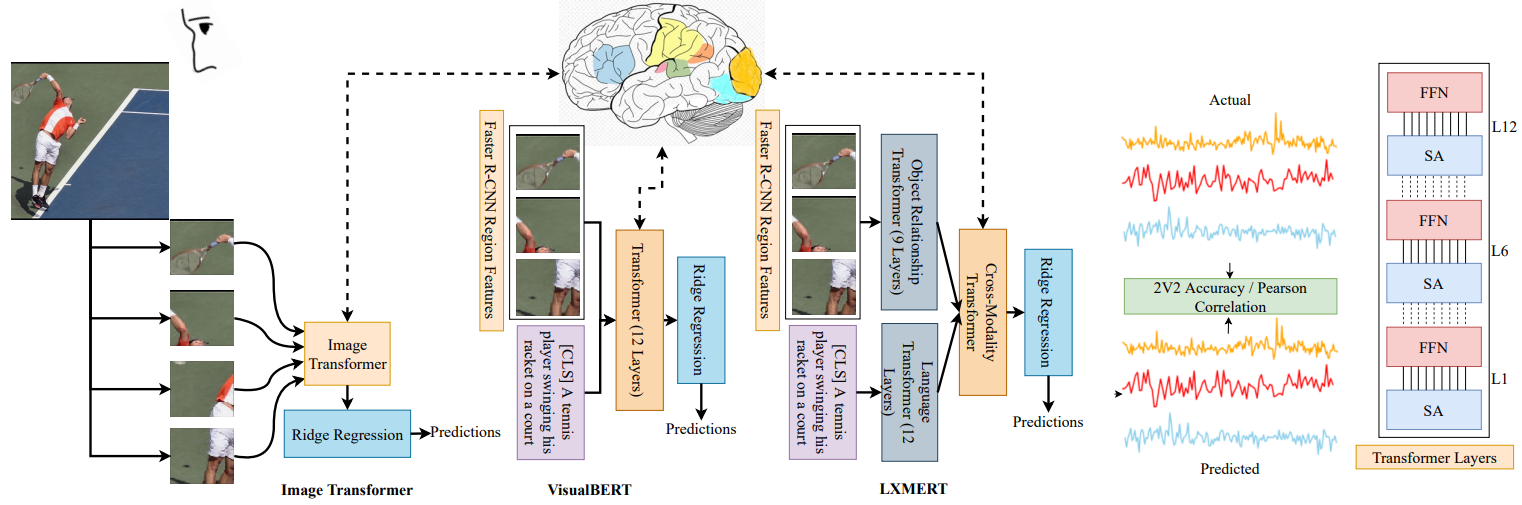 Image
Transformer
Ridge Regression
Predictions
Image Transformer
Faster R-CNN Region Features
[CLS] A tennis
player swinging his
racket on a court
Transformer (12 Layers)
Ridge Regression
Predictions
VisualBERT
Faster R-CNN Region Features
[CLS] A tennis
player swinging his
racket on a court
Object Relationship
Transformer (9 Layers)
Language
Transformer (12
Layers)
Cross-Modality
Transformer
Ridge Regression
Predictions
LXMERT
Actual
2V2 Accuracy / Pearson
Correlation
Predicted
FFN
L12
SA
FFN
L6
SA
FFN
L1
SA
Transformer Layers